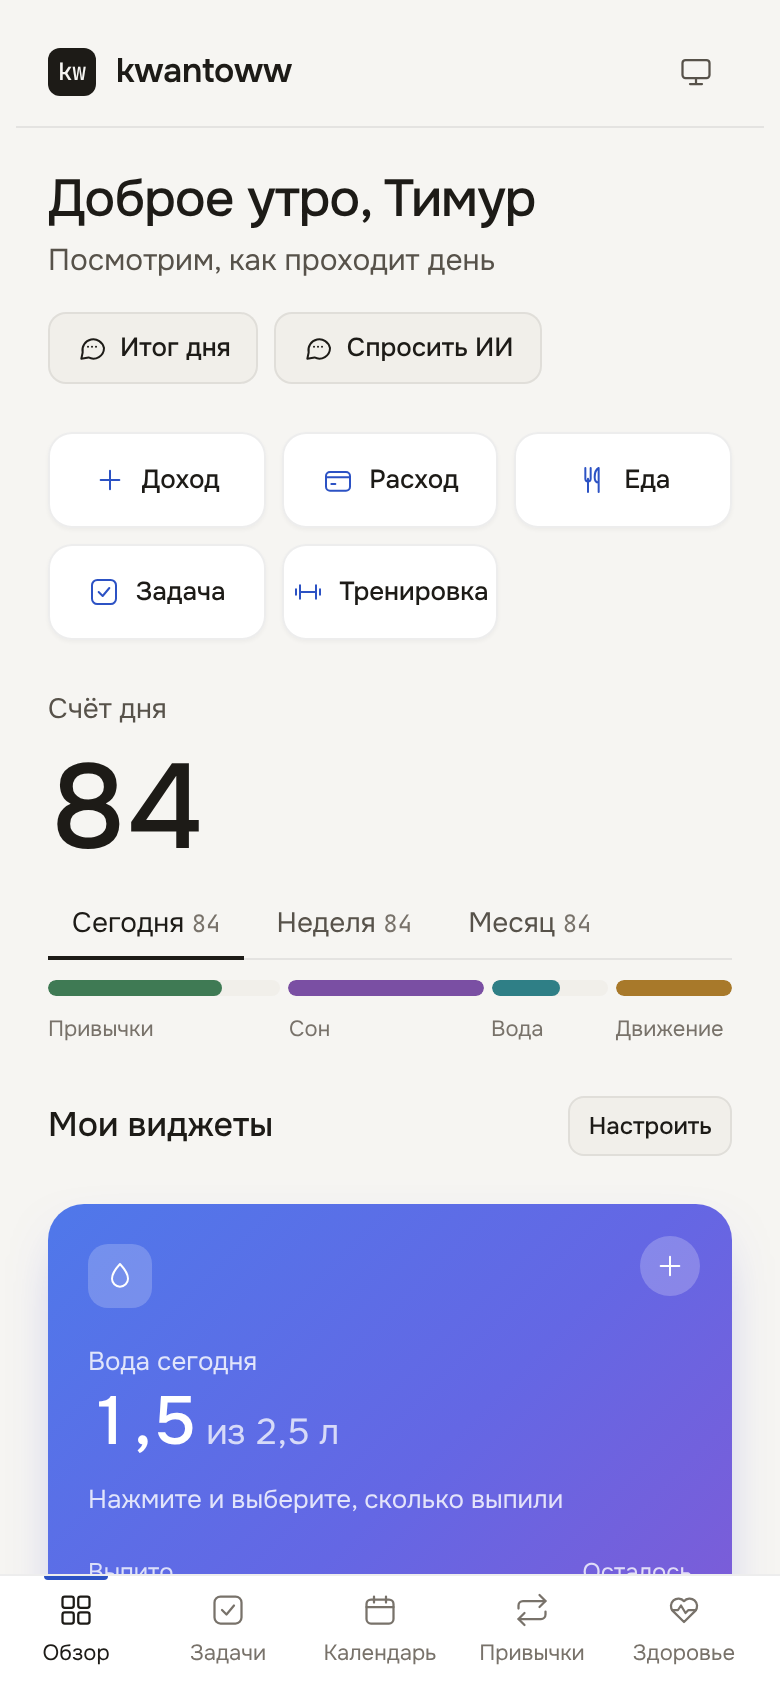 kw kwantoww
Доброе утро, Тимур
Посмотрим, как проходит день
Итог дня Спросить ИИ
Доход Расход Еда
Задача Тренировка
Счёт дня
84
Сегодня 84 Неделя 84 Месяц 84
Привычки Сон Вода Движение
Мои виджеты Настроить
Вода сегодня
1,5 из 2,5 л
Нажмите и выберите, сколько выпили
Выпито Осталось
Обзор Задачи Календарь Привычки Здоровье